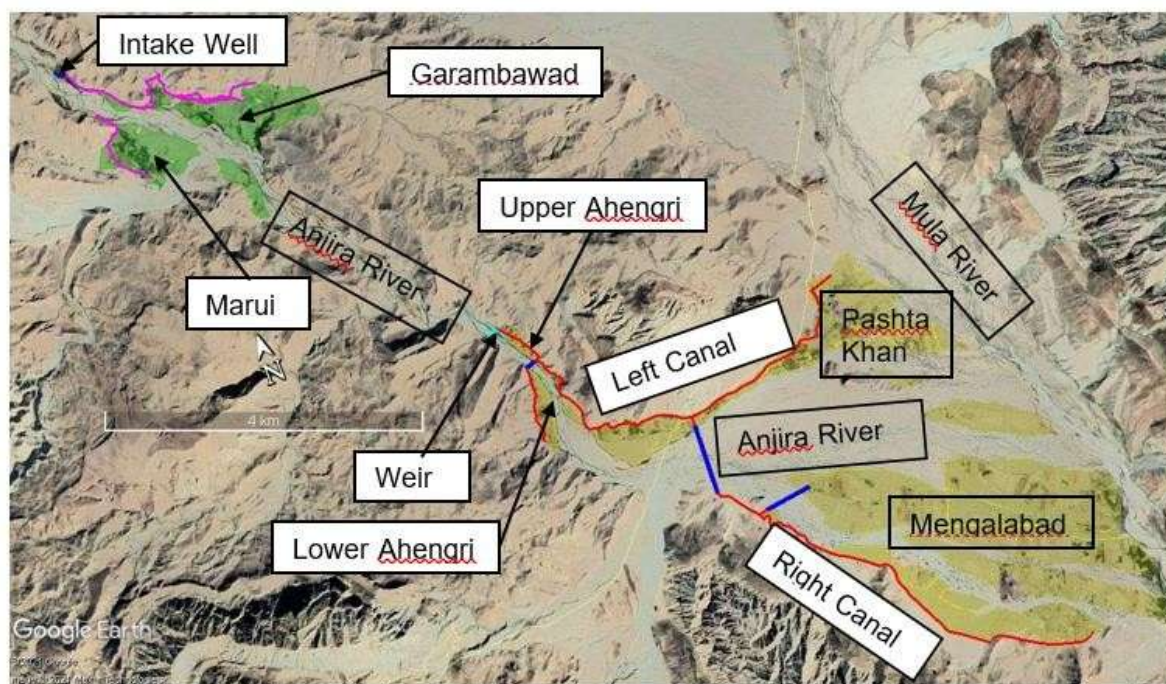 Intake Well
Garambawad
Upper Ahengri
Mula River
Anjira River
Marui
N
4 km
Left Canal
Pashta
Khan
Anjira River
Weir
Mengalabad
Lower Ahengri
Right Canal
Google Earth